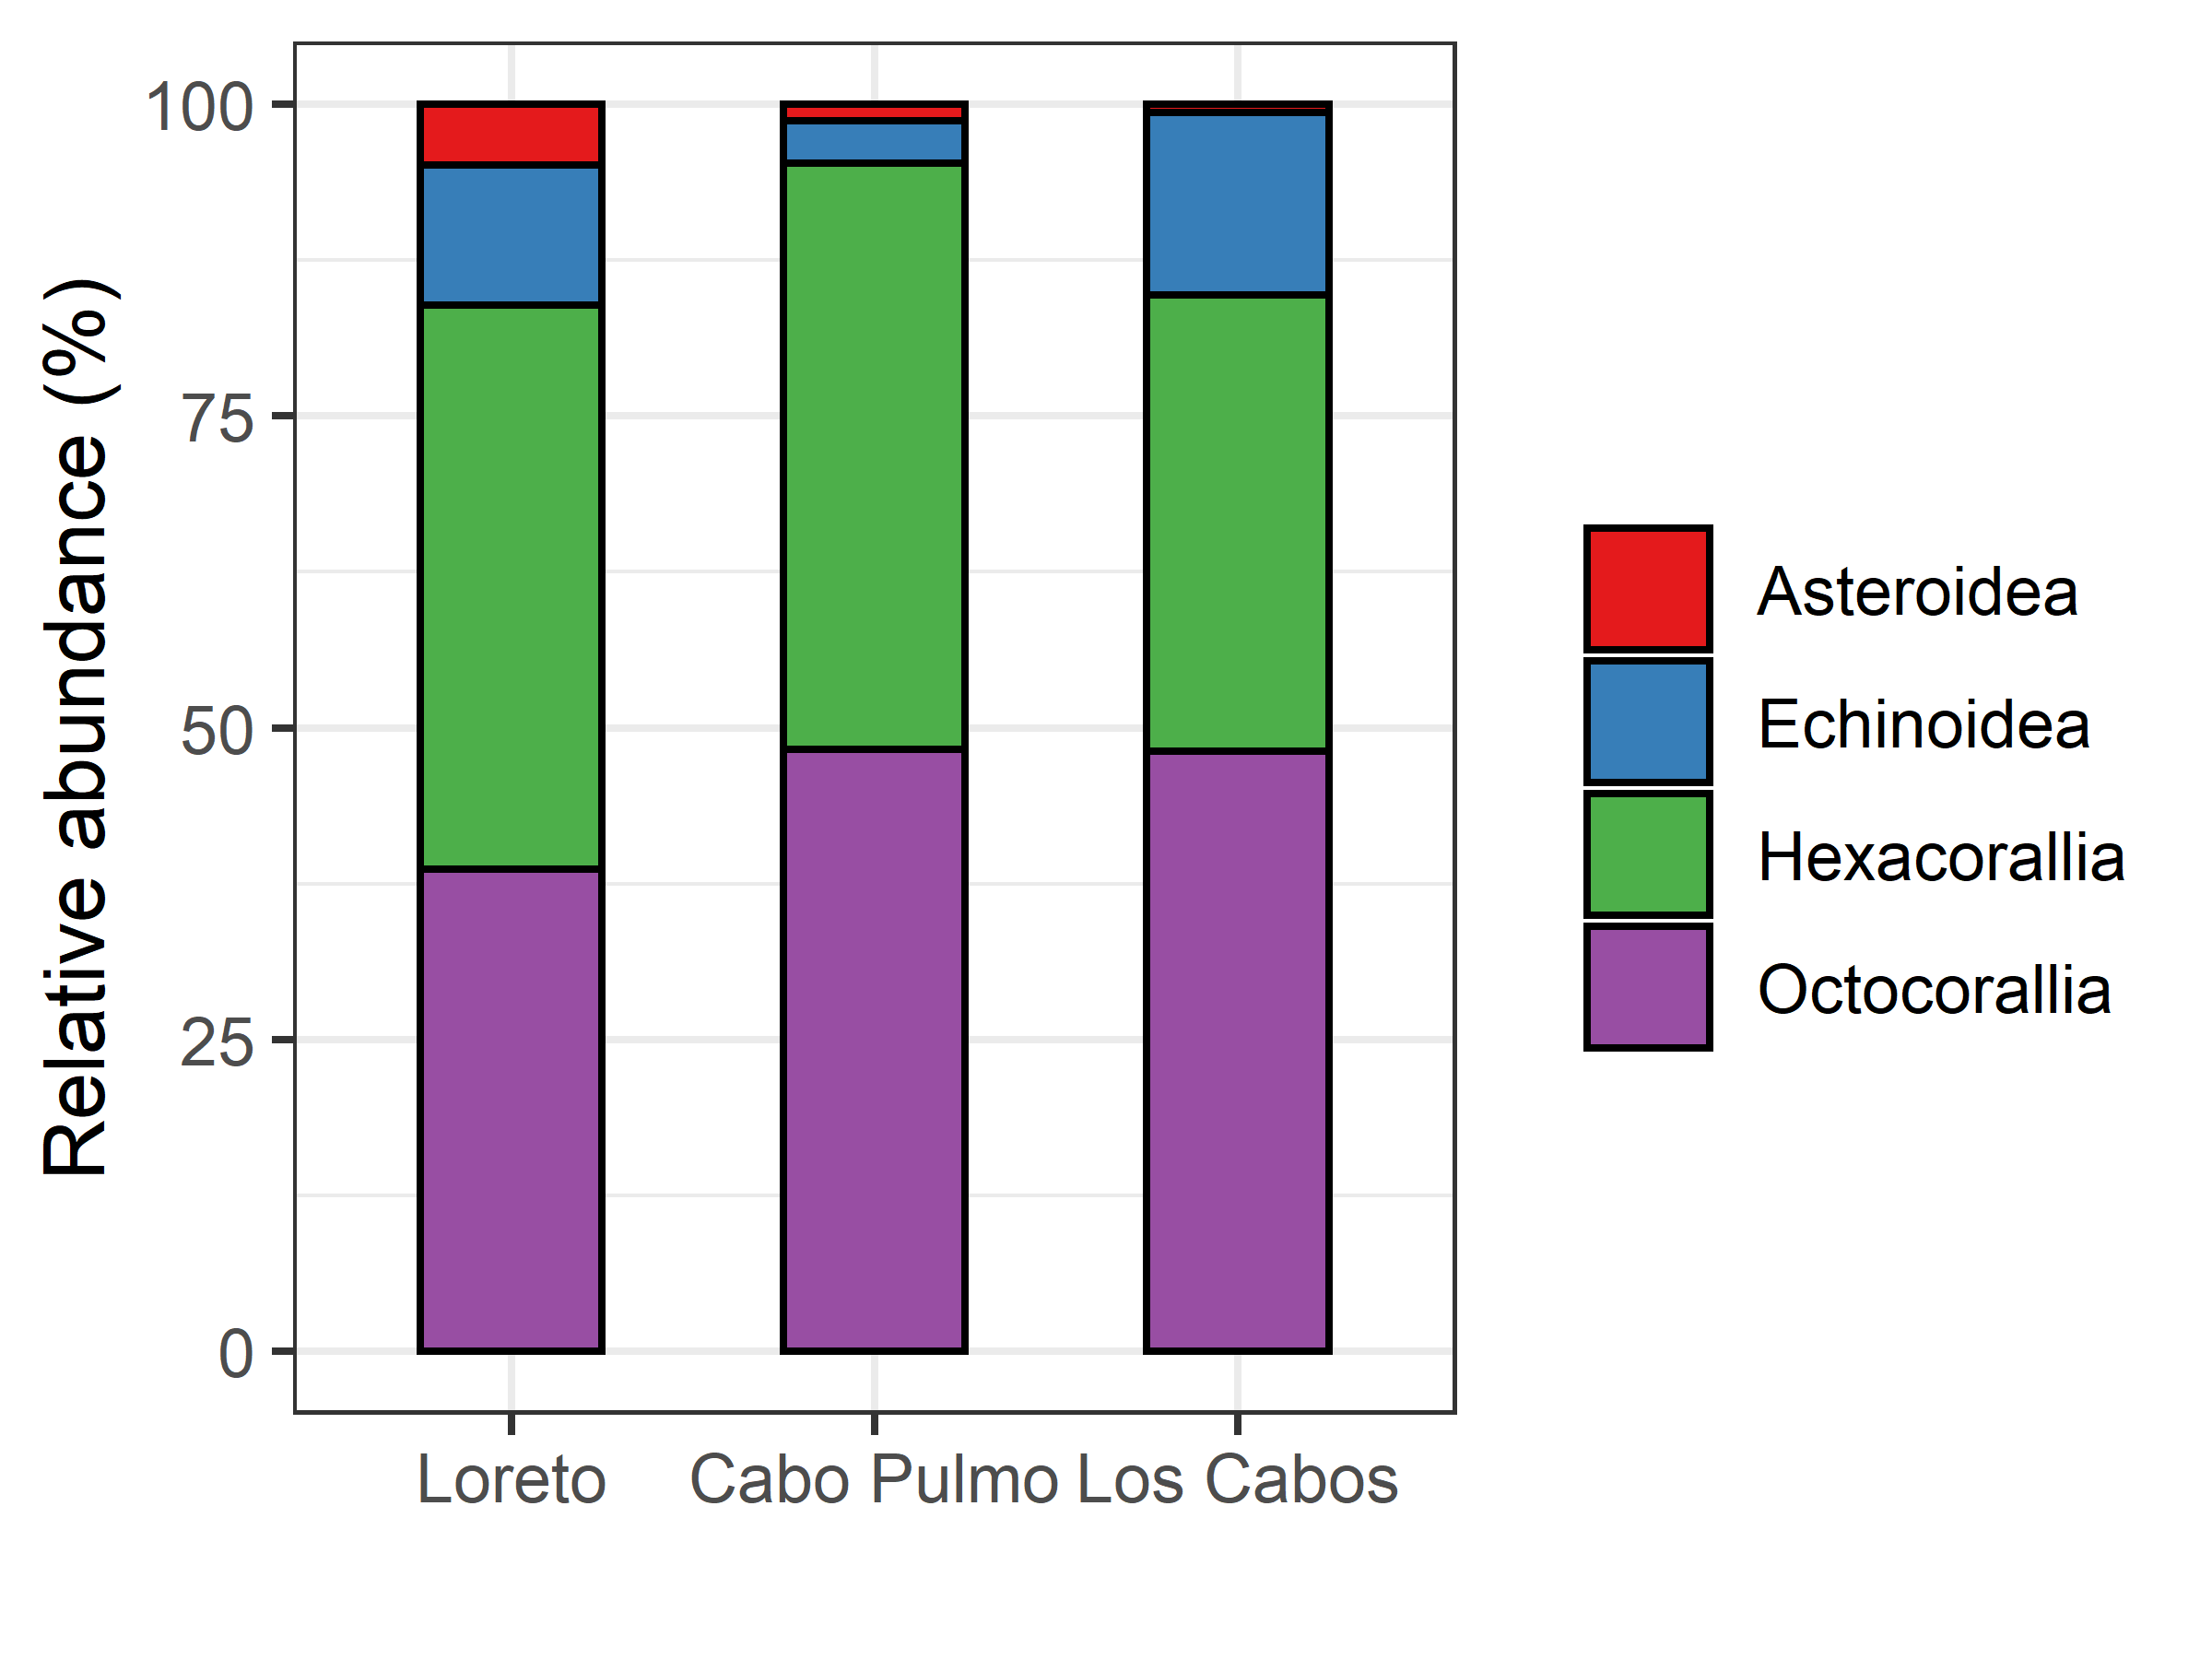 Relative abundance (%)
100
75
50
25
0
Loreto
Cabo Pulmo
Los Cabos
Asteroidea
Echinoidea
Hexacorallia
Octocorallia